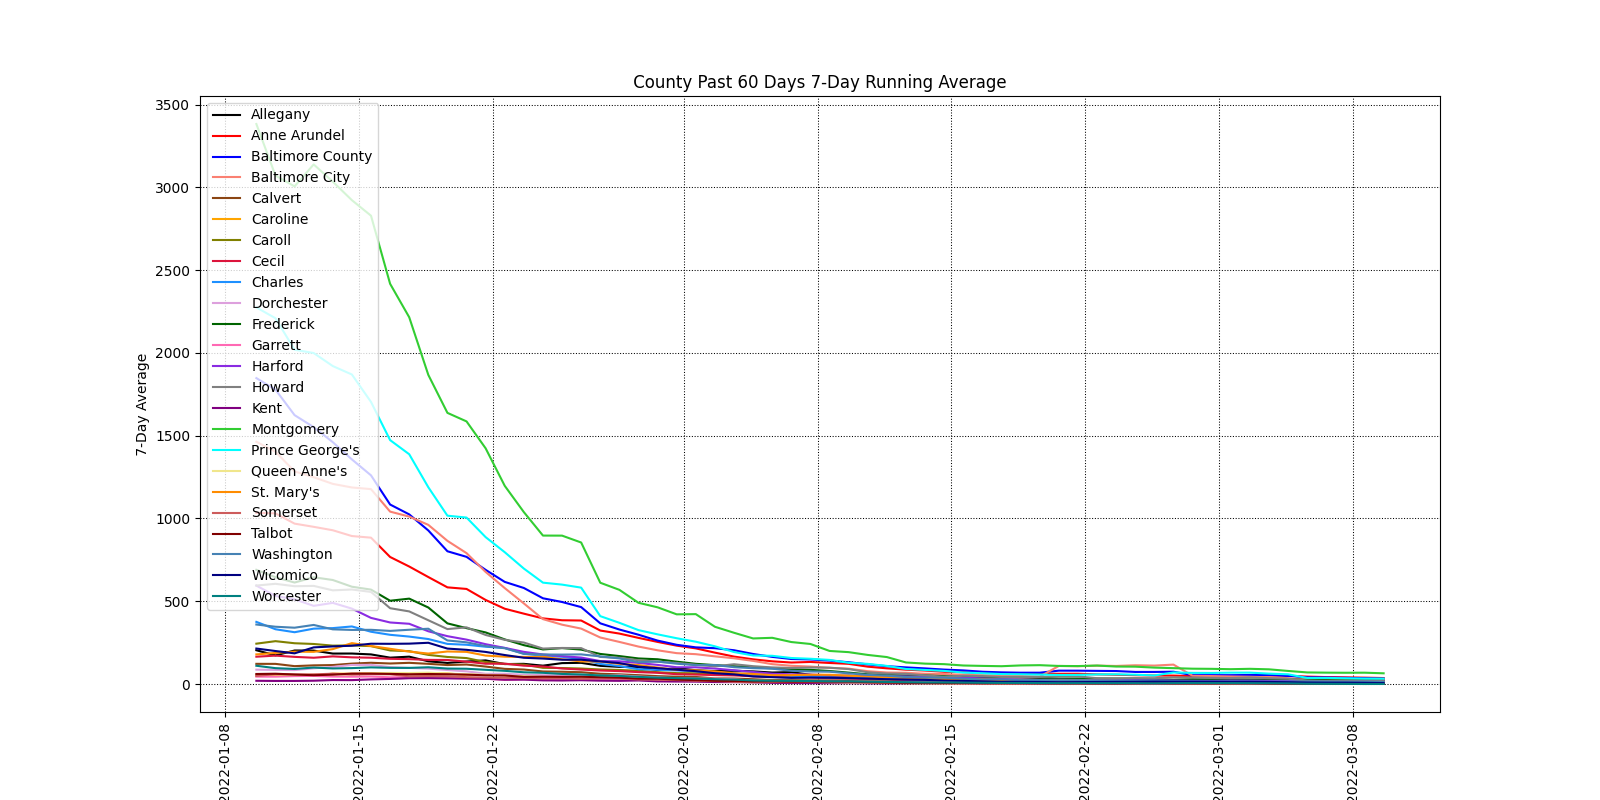 County Past 60 Days 7-Day Running Average
7-Day Average
3500
3000
2500
2000
1500
1000
500
0
Allegany
Anne Arundel
Baltimore County
Baltimore City
Calvert
Caroline
Caroll
Cecil
Charles
Dorchester
Frederick
Garrett
Harford
Howard
Kent
Montgomery
Prince George's
Queen Anne's
St. Mary's
Somerset
Talbot
Washington
Wicomico
Worcester
2022-01-08
2022-01-15
2022-01-22
2022-02-01
2022-02-08
2022-02-15
2022-02-22
2022-03-01
2022-03-08